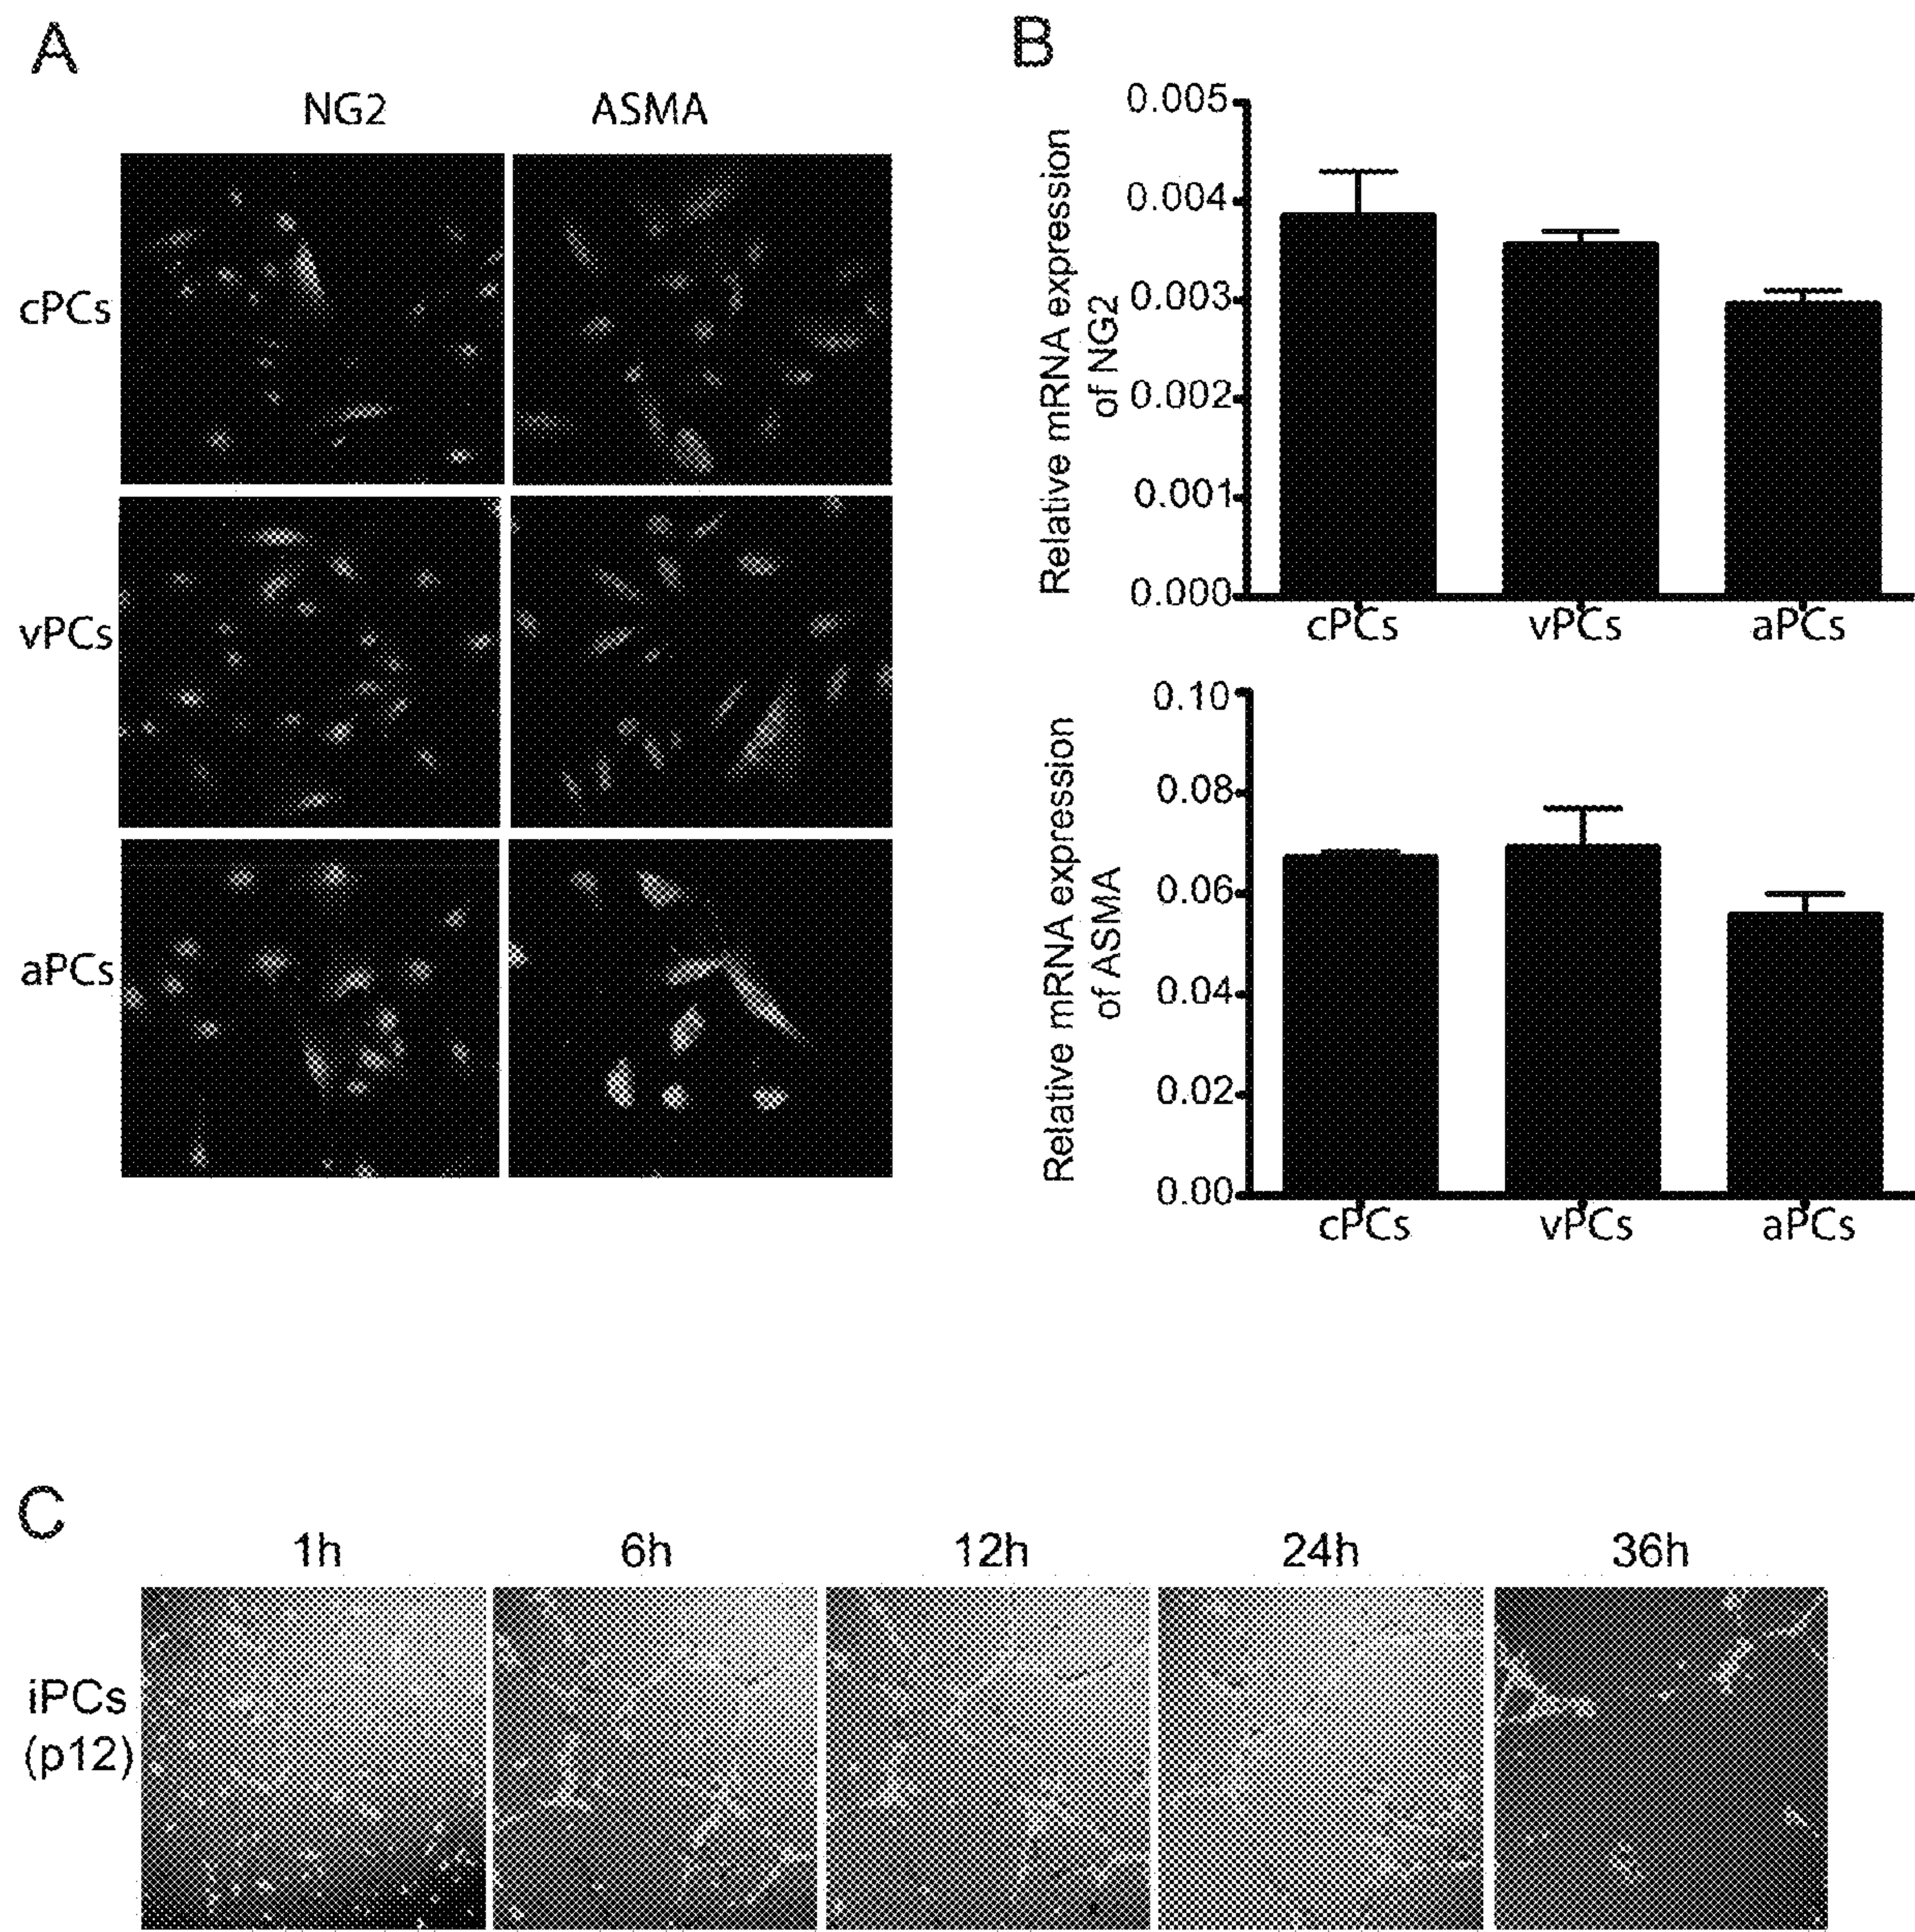 A
NG2 ASMA
cPCs
vPCs
aPCs
B
Relative mRNA expression
of NG2
0.005
0.004
0.003
0.002
0.001
0.000
cPCs vPCs aPCs
Relative mRNA expression
of ASMA
0.10
0.08
0.06
0.04
0.02
0.00
cPCs vPCs aPCs
C
1h 6h 12h 24h 36h
iPCs
(p12)